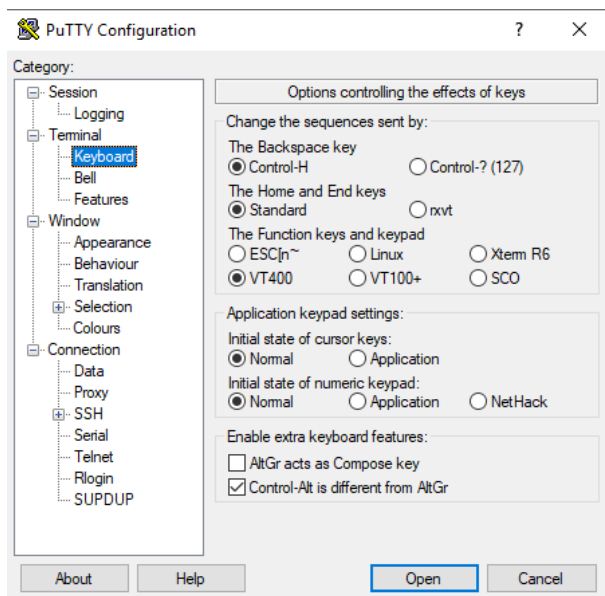 PuTTY Configuration
?
Category:
Session
Logging
Terminal
Keyboard
Bell
Features
Window
Appearance
Behaviour
Translation
Selection
Colours
Connection
Data
Proxy
SSH
Serial
Telnet
Rlogin
SUPDUP
Options controlling the effects of keys
Change the sequences sent by:
The Backspace key
Control-H Control-? (127)
The Home and End keys
Standard rxvt
The Function keys and keypad
ESC[n~ Linux Xterm R6
VT400 VT100+ SCO
Application keypad settings:
Initial state of cursor keys:
Normal Application
Initial state of numeric keypad:
Normal Application NetHack
Enable extra keyboard features:
AltGr acts as Compose key
Control-Alt is different from AltGr
About Help Open Cancel